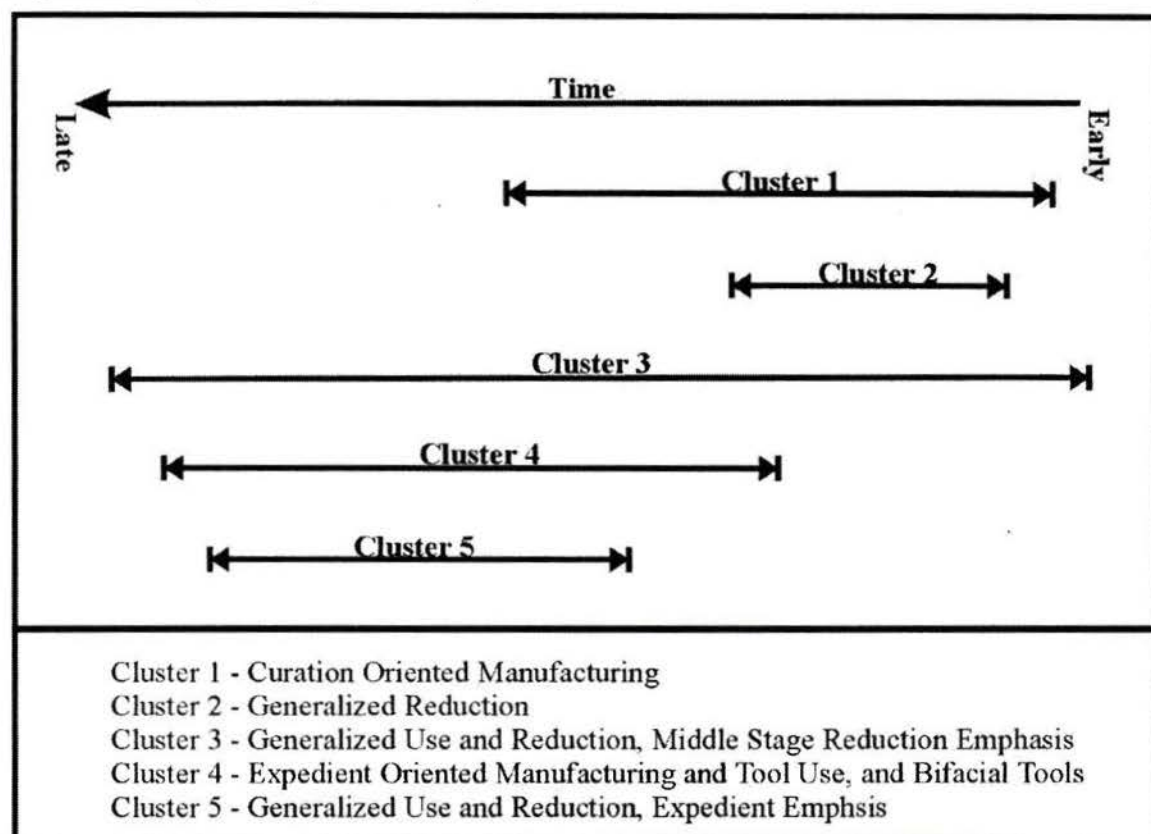 Time
Late
Early
Cluster 1
Cluster 2
Cluster 3
Cluster 4
Cluster 5
Cluster 1 - Curation Oriented Manufacturing
Cluster 2 - Generalized Reduction
Cluster 3 - Generalized Use and Reduction, Middle Stage Reduction Emphasis
Cluster 4 - Expedient Oriented Manufacturing and Tool Use, and Bifacial Tools
Cluster 5 - Generalized Use and Reduction, Expedient Emphsis